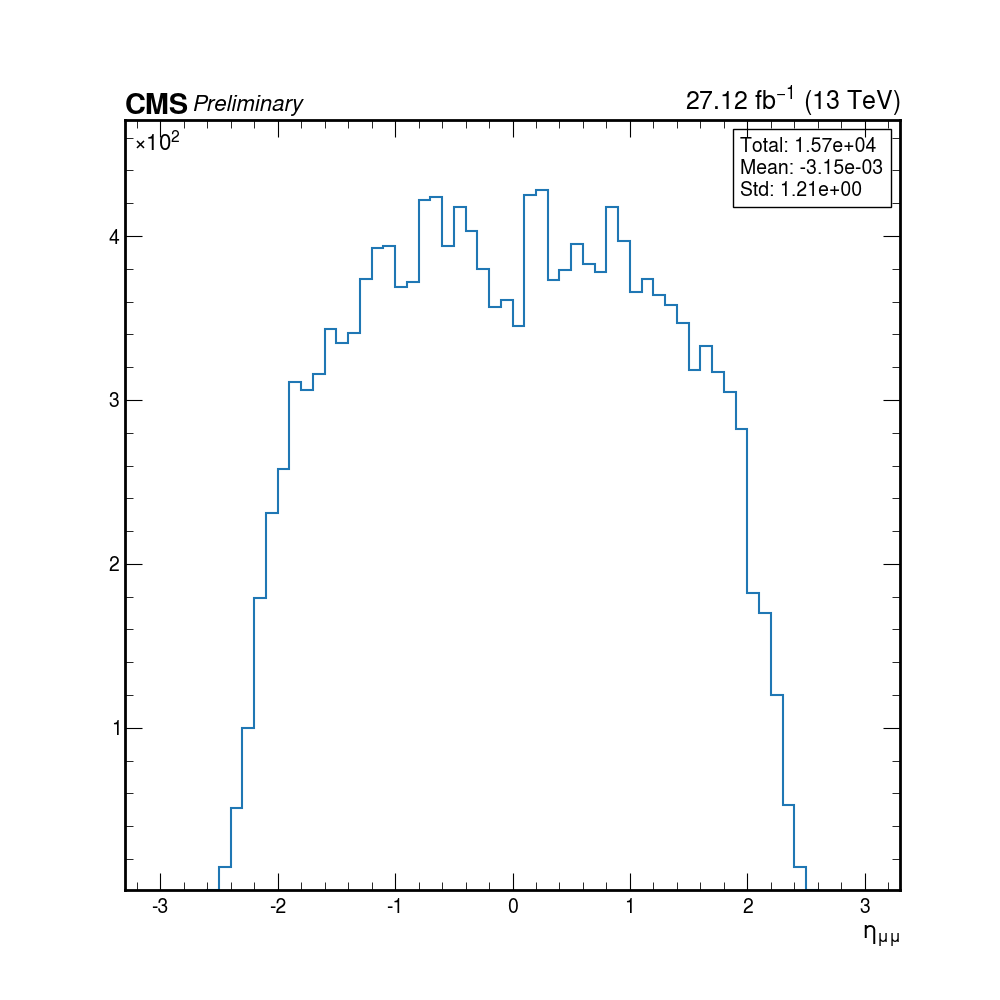 CMS Preliminary 27.12 fb⁻¹ (13 TeV)
×10²
Total: 1.57e+04
Mean: -3.15e-03
Std: 1.21e+00
4
3
2
1
-3 -2 -1 0 1 2 3
η_μμ